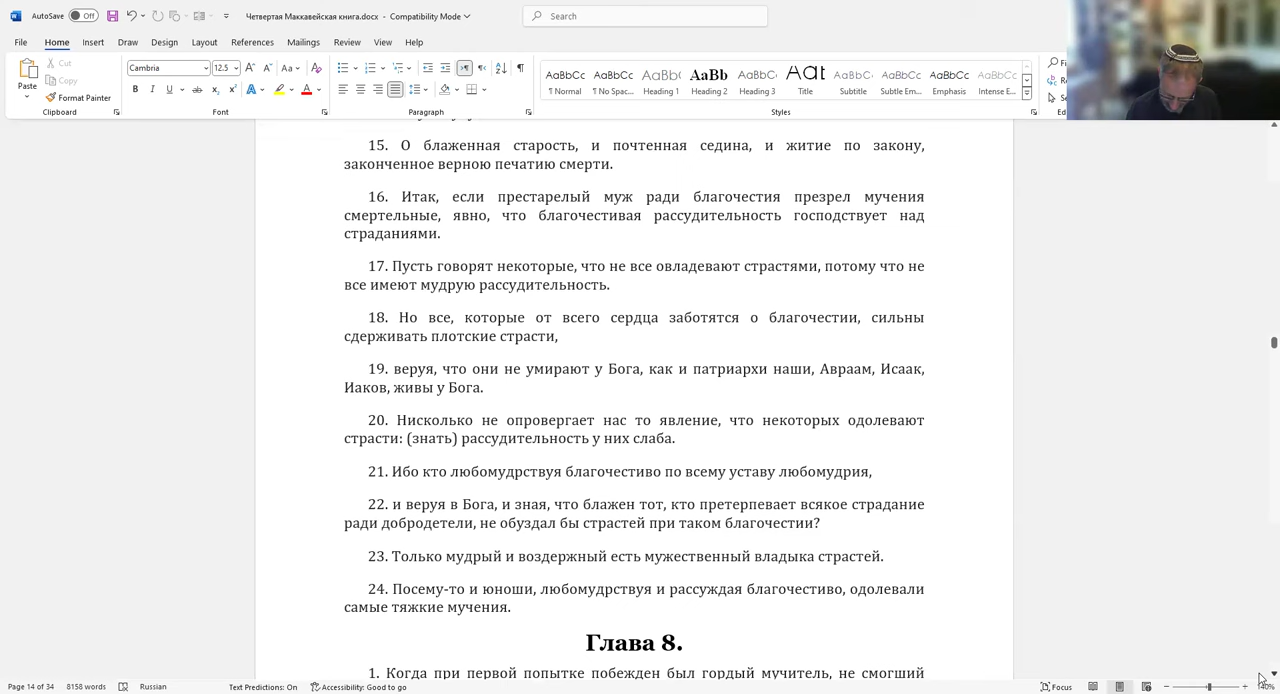 AutoSave Off Четвертая Маккавейская книга.docx - Compatibility Mode Search
File Home Insert Draw Design Layout References Mailings Review View Help
Paste Cut Copy Format Painter
Cambria 12.5
AaBbCc AaBbCc AaBbC AaBb AaBbC AaBbCc AaBbCc AaBbCc AaBbCc
¶ Normal ¶ No Spac... Heading 1 Heading 2 Heading 3 Title Subtitle Subtle Em... Emphasis Intense E...
Clipboard Font Paragraph Styles
15. О блаженная старость, и почтенная седина, и житие по закону,
законченное верною печатию смерти.
16. Итак, если престарелый муж ради благочестия презрел мучения
смертельные, явно, что благочестивая рассудительность господствует над
страданиями.
17. Пусть говорят некоторые, что не все овладевают страстями, потому что не
все имеют мудрую рассудительность.
18. Но все, которые от всего сердца заботятся о благочестии, сильны
сдерживать плотские страсти,
19. веруя, что они не умирают у Бога, как и патриархи наши, Авраам, Исаак,
Иаков, живы у Бога.
20. Нисколько не опровергает нас то явление, что некоторых одолевают
страсти: (знать) рассудительность у них слаба.
21. Ибо кто любомудрствуя благочестиво по всему уставу любомудрия,
22. и веруя в Бога, и зная, что блажен тот, кто претерпевает всякое страдание
ради добродетели, не обуздал бы страстей при таком благочестии?
23. Только мудрый и воздержный есть мужественный владыка страстей.
24. Посему-то и юноши, любомудрствуя и рассуждая благочестиво, одолевали
самые тяжкие мучения.
Глава 8.
1. Когда при первой попытке побежден был гордый мучитель, не смогший
Page 14 of 34 8158 words Russian Text Predictions: On Accessibility: Good to go Focus 140%